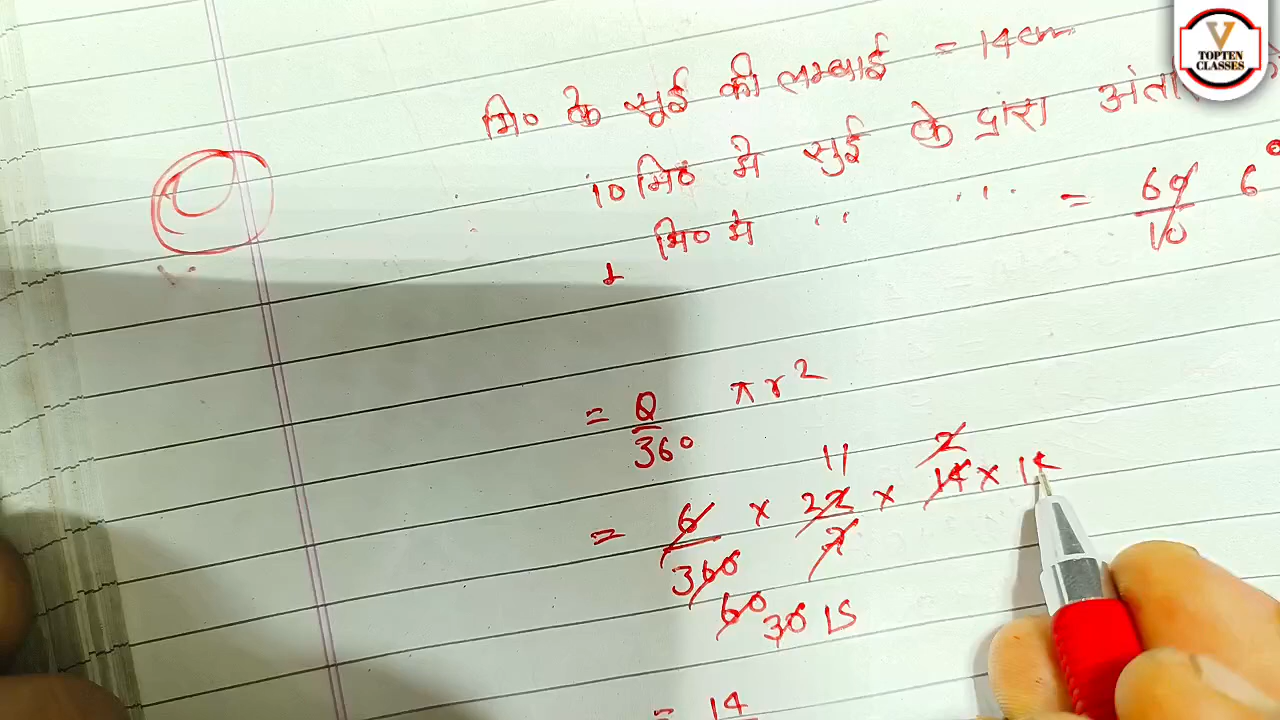 V
TOPTEN
CLASSES
मि० के सूई की लम्बाई = 14cm
10 मि० मे सुई के द्वारा
1 मि० मे " " = 60/10 6°
= θ/360 πr²
11 2
= 6/360 × 22/7 × 14 × 14
60 30 15
= 14